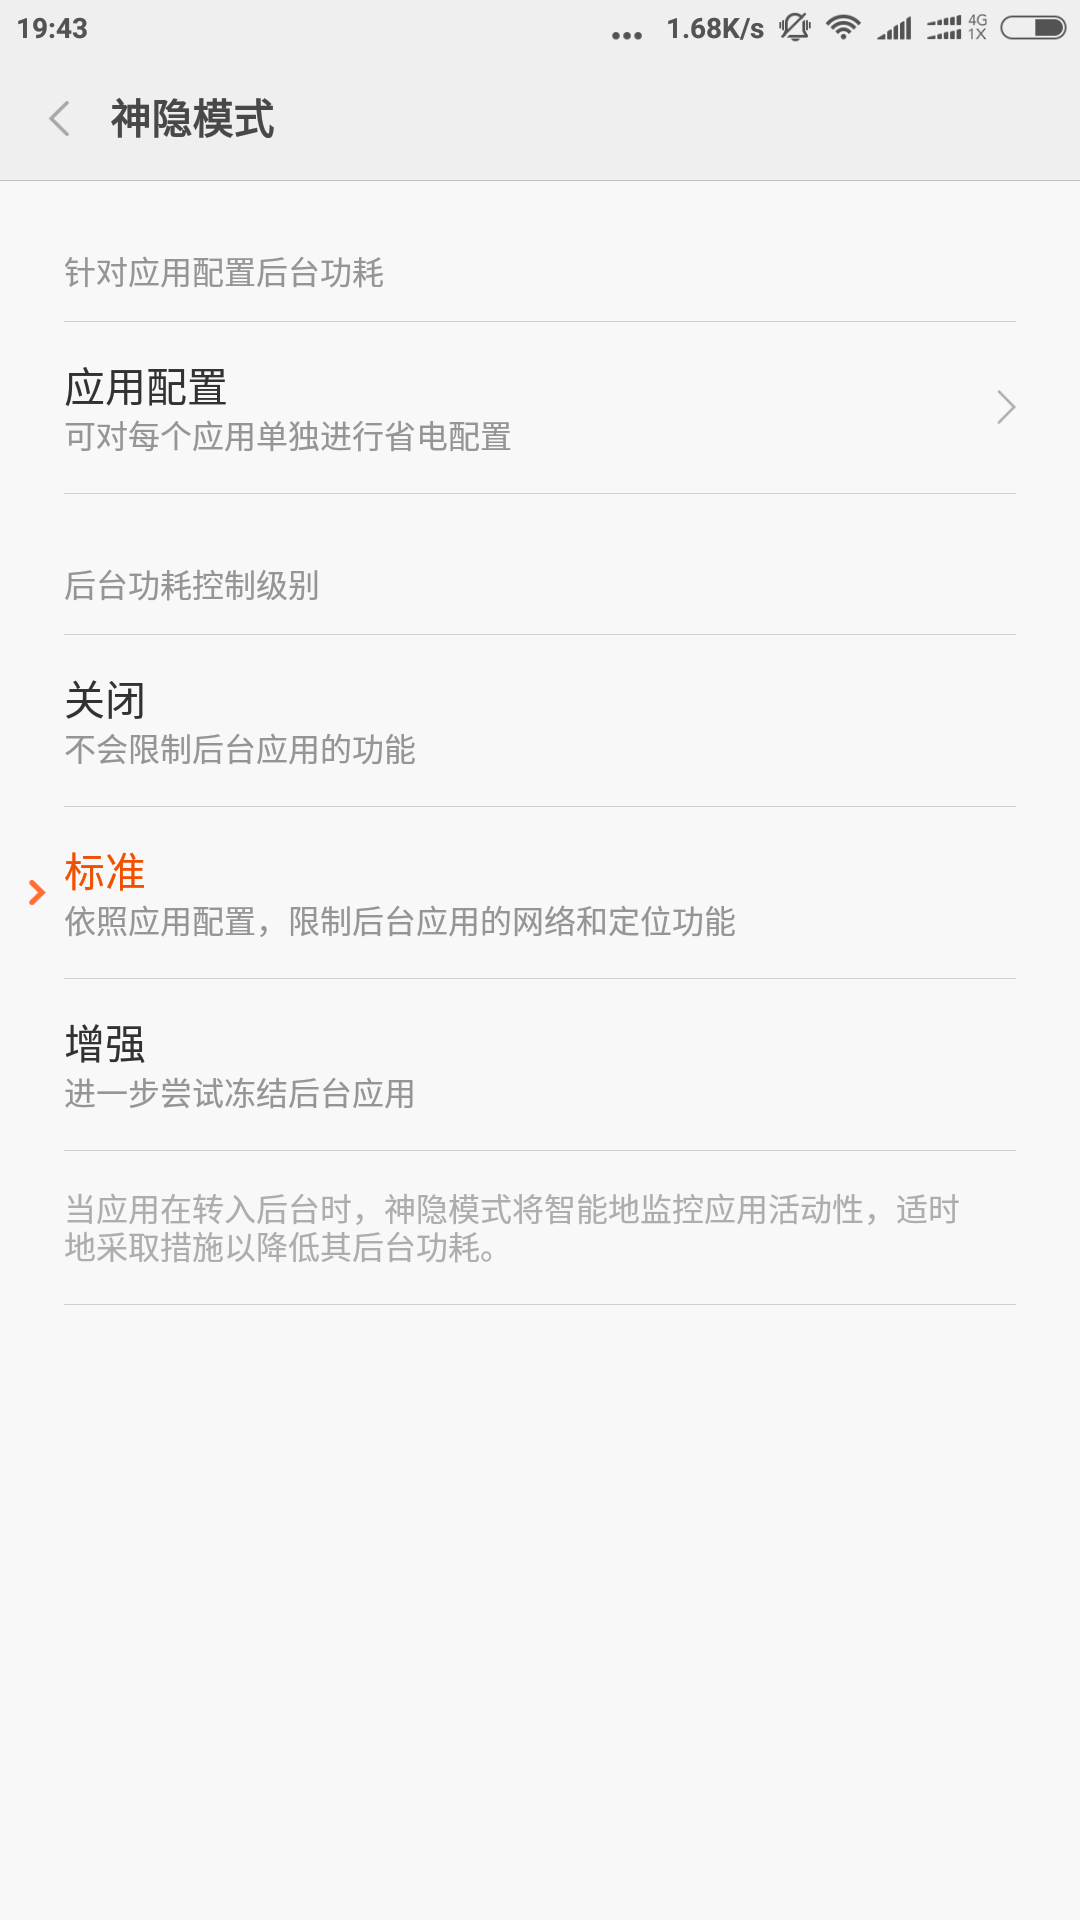 19:43
... 1.68K/s 4G
1X
神隐模式
针对应用配置后台功耗
应用配置
可对每个应用单独进行省电配置
后台功耗控制级别
关闭
不会限制后台应用的功能
标准
依照应用配置，限制后台应用的网络和定位功能
增强
进一步尝试冻结后台应用
当应用在转入后台时，神隐模式将智能地监控应用活动性，适时
地采取措施以降低其后台功耗。